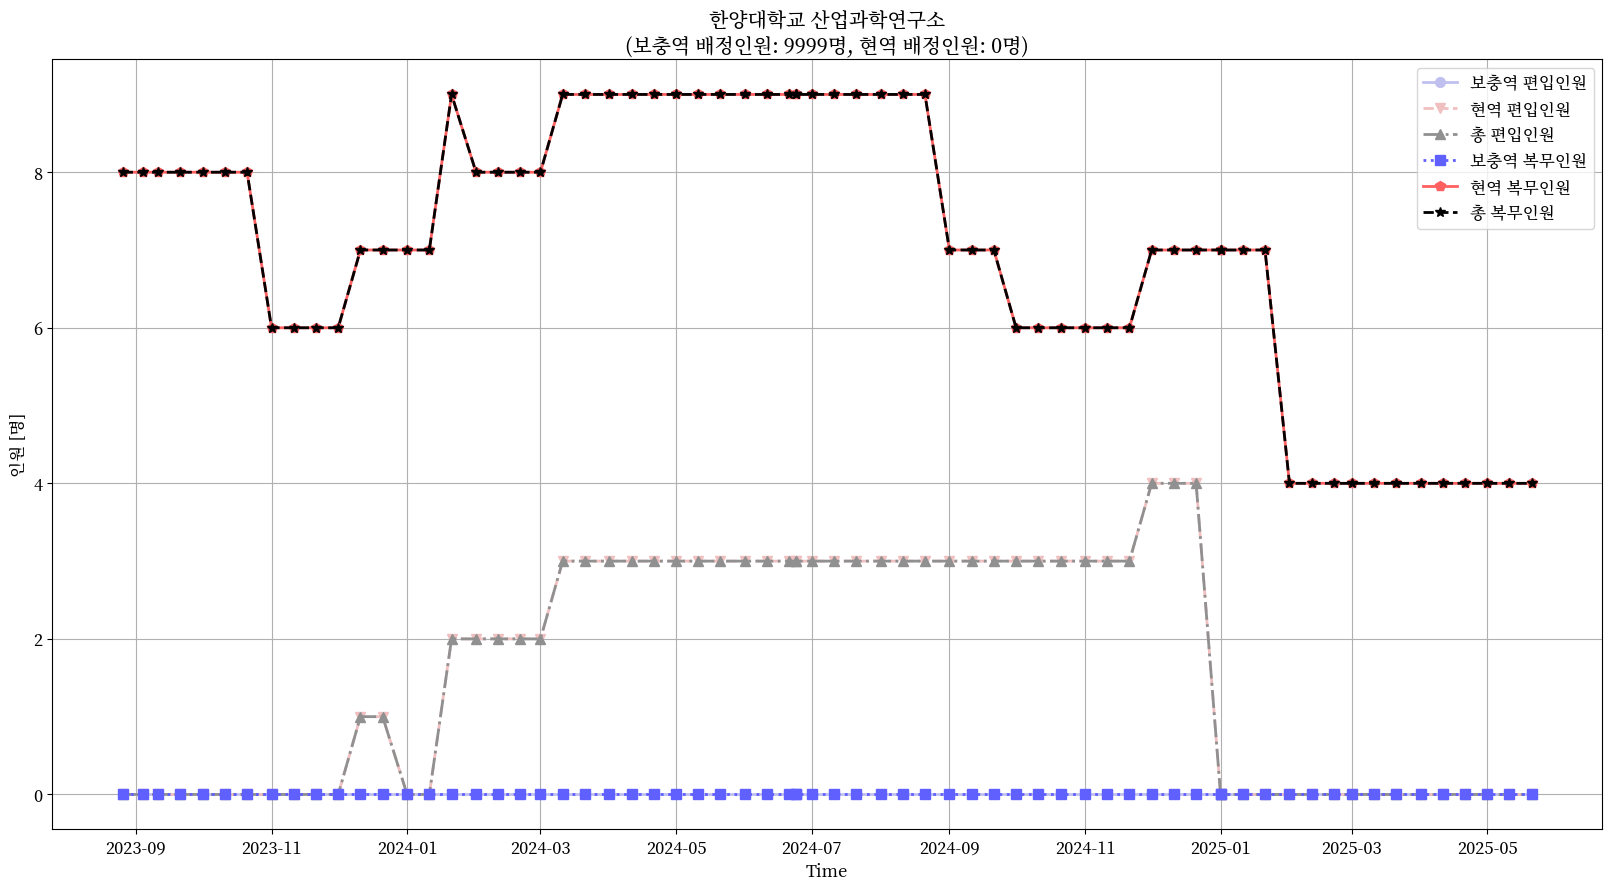 한양대학교 산업과학연구소
(보충역 배정인원: 9999명, 현역 배정인원: 0명)
보충역 편입인원
현역 편입인원
총 편입인원
보충역 복무인원
현역 복무인원
총 복무인원
인원 [명]
8
6
4
2
0
2023-09
2023-11
2024-01
2024-03
2024-05
2024-07
2024-09
2024-11
2025-01
2025-03
2025-05
Time